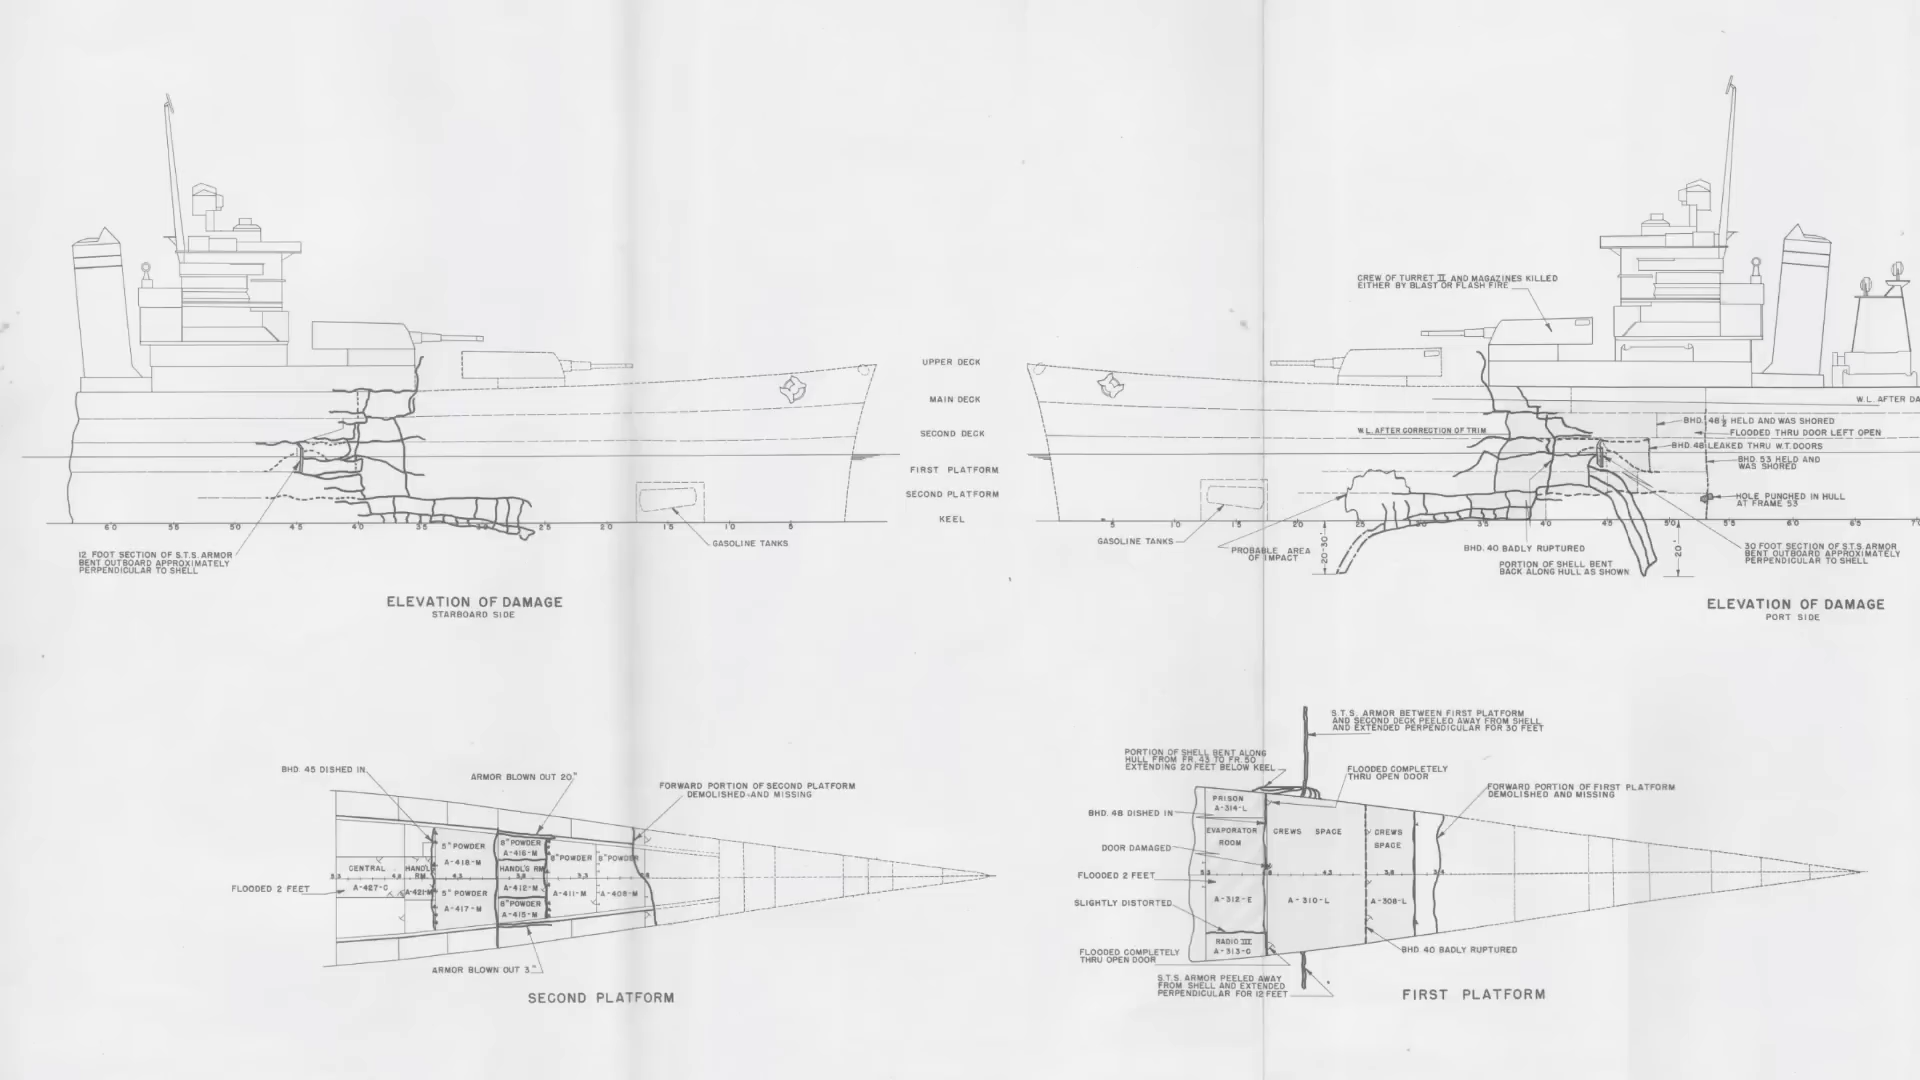 CREW OF TURRET II AND MAGAZINES KILLED
EITHER BY BLAST OR FLASH FIRE
UPPER DECK
MAIN DECK
SECOND DECK
FIRST PLATFORM
SECOND PLATFORM
KEEL
W.L. AFTER DA
W.L. AFTER CORRECTION OF TRIM
BHD. 48½ HELD AND WAS SHORED
FLOODED THRU DOOR LEFT OPEN
BHD. 48 LEAKED THRU W.T. DOORS
BHD. 53 HELD AND
WAS SHORED
HOLE PUNCHED IN HULL
AT FRAME 53
60 55 50 45 40 35 30 25 20 15 10 5
5 10 15 20 25 30 35 40 45 50 60 65
GASOLINE TANKS
12 FOOT SECTION OF S.T.S. ARMOR
BENT OUTBOARD APPROXIMATELY
PERPENDICULAR TO SHELL
GASOLINE TANKS
PROBABLE AREA
OF IMPACT
20-30'
BHD. 40 BADLY RUPTURED
PORTION OF SHELL BENT
BACK ALONG HULL AS SHOWN
20'
30 FOOT SECTION OF S.T.S. ARMOR
BENT OUTBOARD APPROXIMATELY
PERPENDICULAR TO SHELL
ELEVATION OF DAMAGE
STARBOARD SIDE
ELEVATION OF DAMAGE
PORT SIDE
BHD. 45 DISHED IN
ARMOR BLOWN OUT 20"
FORWARD PORTION OF SECOND PLATFORM
DEMOLISHED AND MISSING
5" POWDER
A-418-M
8" POWDER
A-416-M
8" POWDER
8" POWDER
CENTRAL
HAND'L
RM.
HANDL'G RM
A-427-C
A-421-M
5" POWDER
A-417-M
A-412-M
A-411-M
A-408-M
8" POWDER
A-415-M
FLOODED 2 FEET
ARMOR BLOWN OUT 3"
SECOND PLATFORM
S.T.S. ARMOR BETWEEN FIRST PLATFORM
AND SECOND DECK PEELED AWAY FROM SHELL
AND EXTENDED PERPENDICULAR FOR 30 FEET
PORTION OF SHELL BENT ALONG
HULL FROM FR. 43 TO FR. 50
EXTENDING 20 FEET BELOW KEEL
FLOODED COMPLETELY
THRU OPEN DOOR
FORWARD PORTION OF FIRST PLATFORM
DEMOLISHED AND MISSING
BHD. 48 DISHED IN
DOOR DAMAGED
FLOODED 2 FEET
SLIGHTLY DISTORTED
FLOODED COMPLETELY
THRU OPEN DOOR
PRISON
A-314-L
EVAPORATOR
ROOM
A-312-E
RADIO III
A-313-C
CREWS SPACE
A-310-L
CREWS
SPACE
A-308-L
BHD 40 BADLY RUPTURED
S.T.S. ARMOR PEELED AWAY
FROM SHELL AND EXTENDED
PERPENDICULAR FOR 12 FEET
FIRST PLATFORM